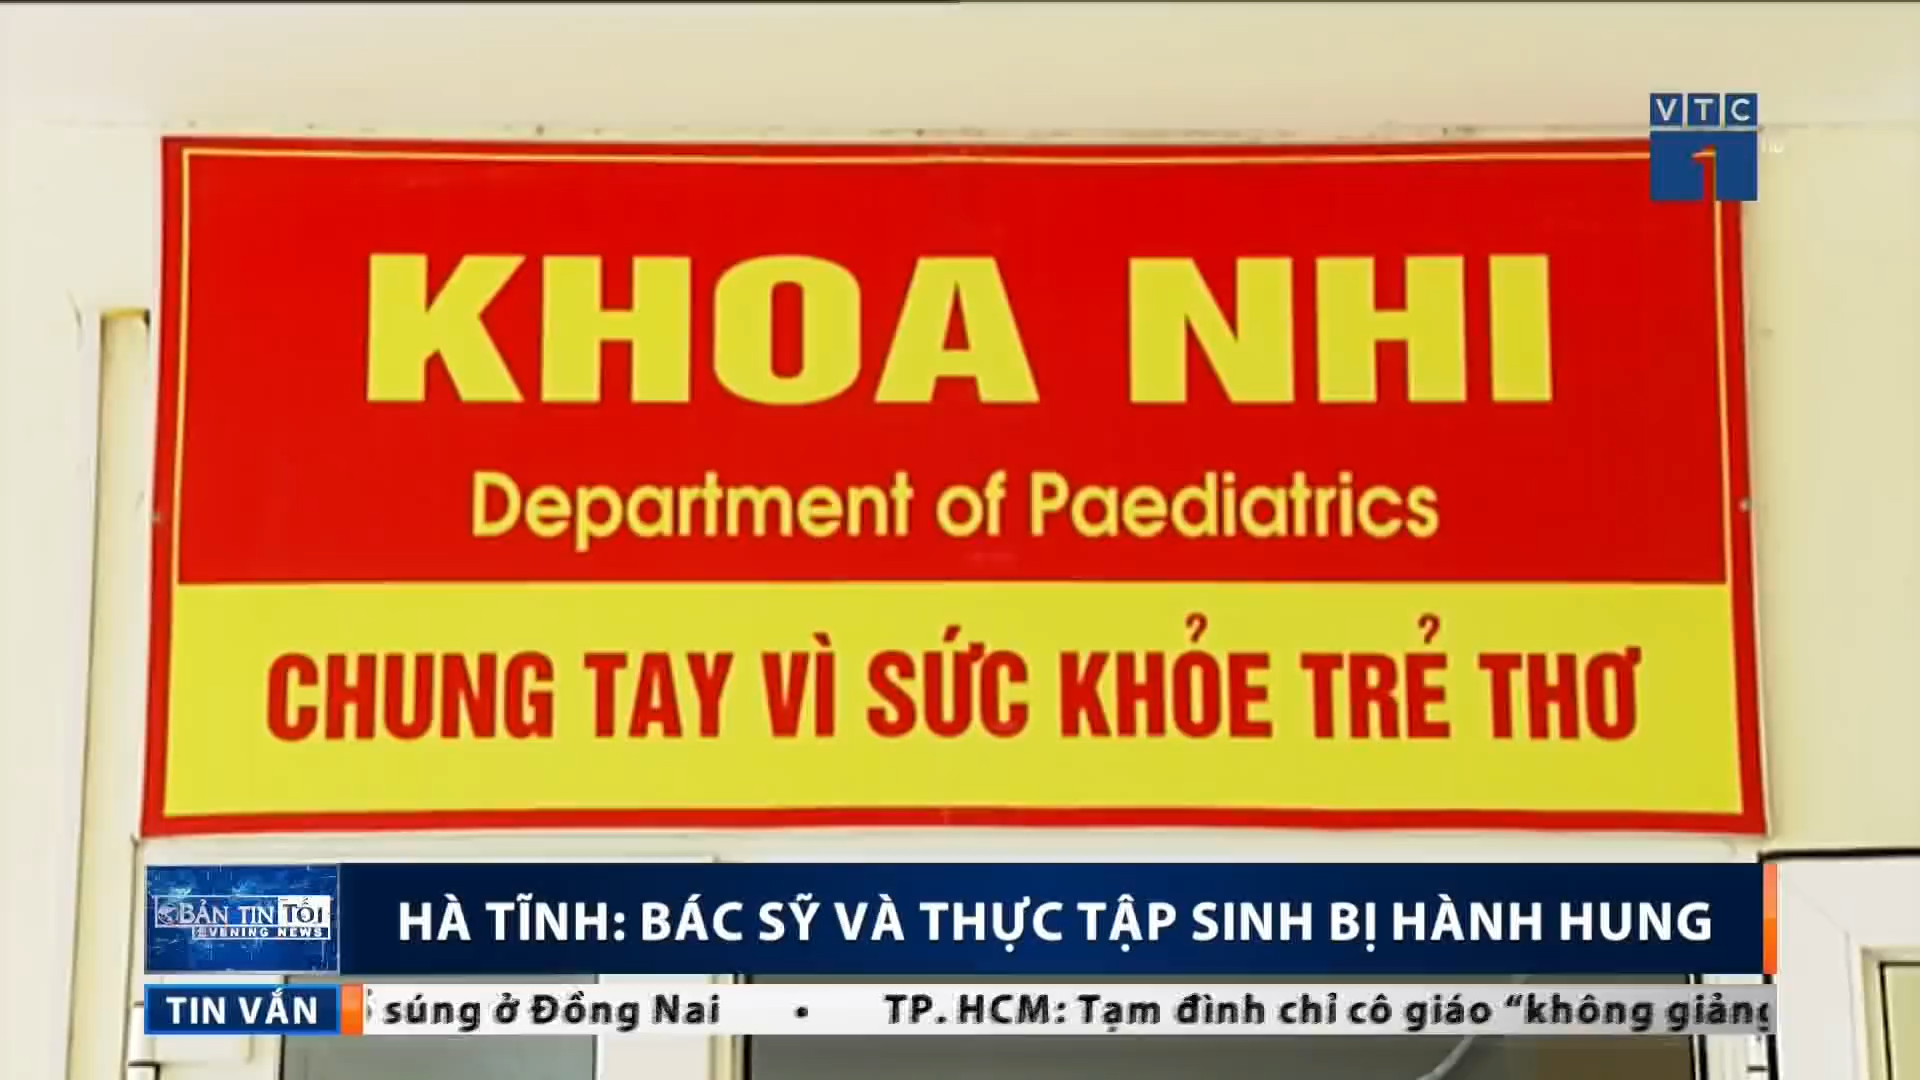 VTC
1
HD
KHOA NHI
Department of Paediatrics
CHUNG TAY VÌ SỨC KHỎE TRẺ THƠ
BẢN TIN TỐI
EVENING NEWS
HÀ TĨNH: BÁC SỸ VÀ THỰC TẬP SINH BỊ HÀNH HUNG
TIN VẮN
súng ở Đồng Nai • TP. HCM: Tạm đình chỉ cô giáo “không giảng